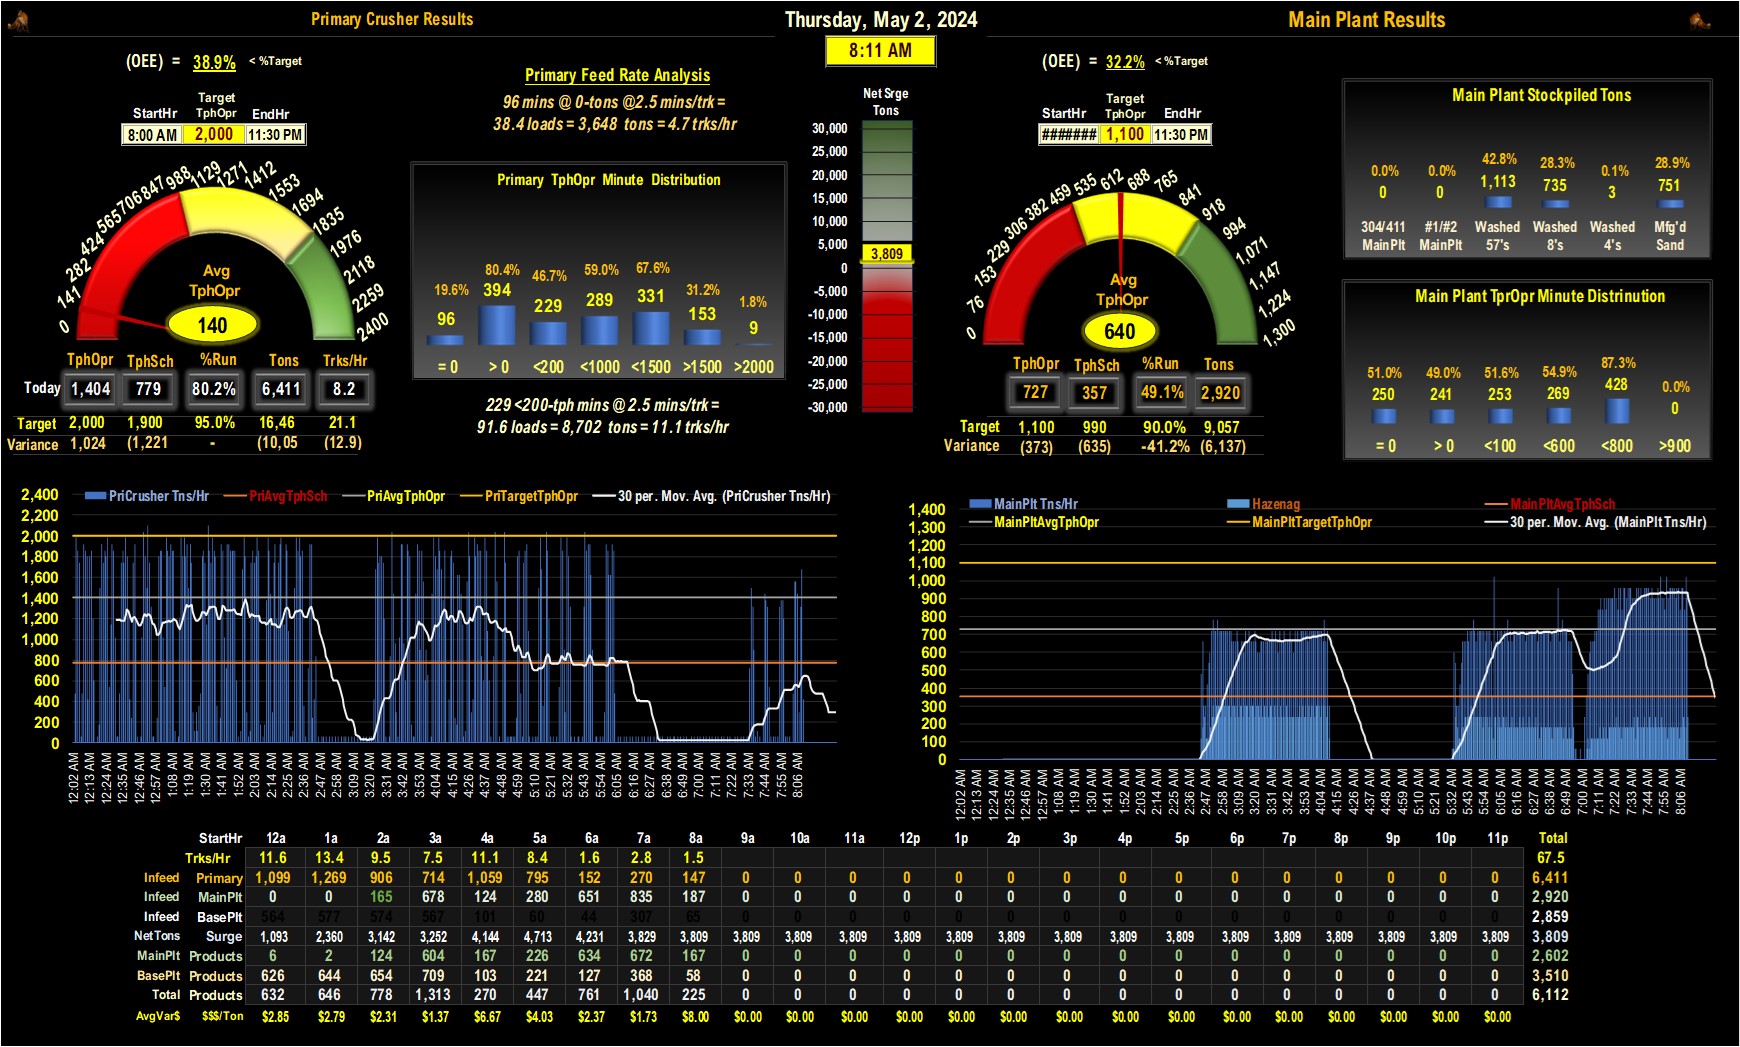 Primary Crusher Results
Thursday, May 2, 2024
Main Plant Results
8:11 AM
(OEE) = 38.9% < %Target
Target
StartHr TphOpr EndHr
8:00 AM 2,000 11:30 PM
0 141 282 424 565 706 847 988 1129 1271 1412 1553 1694 1835 1976 2118 2259 2400
Avg
TphOpr
140
TphOpr TphSch %Run Tons Trks/Hr
Today 1,404 779 80.2% 6,411 8.2
Target 2,000 1,900 95.0% 16,46 21.1
Variance 1,024 (1,221 - (10,05 (12.9)
Primary Feed Rate Analysis
96 mins @ 0-tons @2.5 mins/trk =
38.4 loads = 3,648 tons = 4.7 trks/hr
Primary TphOpr Minute Distribution
19.6% 80.4% 46.7% 59.0% 67.6% 31.2% 1.8%
96 394 229 289 331 153 9
= 0 > 0 <200 <1000 <1500 >1500 >2000
229 <200-tph mins @ 2.5 mins/trk =
91.6 loads = 8,702 tons = 11.1 trks/hr
Net Srge
Tons
30,000
25,000
20,000
15,000
10,000
5,000
3,809
0
-5,000
-10,000
-15,000
-20,000
-25,000
-30,000
(OEE) = 32.2% < %Target
Target
StartHr TphOpr EndHr
####### 1,100 11:30 PM
0 76 153 229 306 382 459 535 612 688 765 841 918 994 1,071 1,147 1,224 1,300
Avg
TphOpr
640
TphOpr TphSch %Run Tons
727 357 49.1% 2,920
Target 1,100 990 90.0% 9,057
Variance (373) (635) -41.2% (6,137)
Main Plant Stockpiled Tons
0.0% 0.0% 42.8% 28.3% 0.1% 28.9%
0 0 1,113 735 3 751
304/411 #1/#2 Washed Washed Washed Mfg'd
MainPlt MainPlt 57's 8's 4's Sand
Main Plant TprOpr Minute Distrinution
51.0% 49.0% 51.6% 54.9% 87.3% 0.0%
250 241 253 269 428 0
= 0 > 0 <100 <600 <800 >900
PriCrusher Tns/Hr PriAvgTphSch PriAvgTphOpr PriTargetTphOpr 30 per. Mov. Avg. (PriCrusher Tns/Hr)
2,400
2,200
2,000
1,800
1,600
1,400
1,200
1,000
800
600
400
200
0
12:02 AM 12:13 AM 12:24 AM 12:35 AM 12:46 AM 12:57 AM 1:08 AM 1:19 AM 1:30 AM 1:41 AM 1:52 AM 2:03 AM 2:14 AM 2:25 AM 2:36 AM 2:47 AM 2:58 AM 3:09 AM 3:20 AM 3:31 AM 3:42 AM 3:53 AM 4:04 AM 4:15 AM 4:26 AM 4:37 AM 4:48 AM 4:59 AM 5:10 AM 5:21 AM 5:32 AM 5:43 AM 5:54 AM 6:05 AM 6:16 AM 6:27 AM 6:38 AM 6:49 AM 7:00 AM 7:11 AM 7:22 AM 7:33 AM 7:44 AM 7:55 AM 8:06 AM
MainPlt Tns/Hr Hazenag MainPltAvgTphSch
MainPltAvgTphOpr MainPltTargetTphOpr 30 per. Mov. Avg. (MainPlt Tns/Hr)
1,400
1,300
1,200
1,100
1,000
900
800
700
600
500
400
300
200
100
0
12:02 AM 12:13 AM 12:24 AM 12:35 AM 12:46 AM 12:57 AM 1:08 AM 1:19 AM 1:30 AM 1:41 AM 1:52 AM 2:03 AM 2:14 AM 2:25 AM 2:36 AM 2:47 AM 2:58 AM 3:09 AM 3:20 AM 3:31 AM 3:42 AM 3:53 AM 4:04 AM 4:15 AM 4:26 AM 4:37 AM 4:48 AM 4:59 AM 5:10 AM 5:21 AM 5:32 AM 5:43 AM 5:54 AM 6:05 AM 6:16 AM 6:27 AM 6:38 AM 6:49 AM 7:00 AM 7:11 AM 7:22 AM 7:33 AM 7:44 AM 7:55 AM 8:06 AM
StartHr 12a 1a 2a 3a 4a 5a 6a 7a 8a 9a 10a 11a 12p 1p 2p 3p 4p 5p 6p 7p 8p 9p 10p 11p Total
Trks/Hr 11.6 13.4 9.5 7.5 11.1 8.4 1.6 2.8 1.5 67.5
Infeed Primary 1,099 1,269 906 714 1,059 795 152 270 147 0 0 0 0 0 0 0 0 0 0 0 0 0 0 0 6,411
Infeed MainPlt 0 0 165 678 124 280 651 835 187 0 0 0 0 0 0 0 0 0 0 0 0 0 0 0 2,920
Infeed BasePlt 564 577 574 567 101 60 44 307 65 0 0 0 0 0 0 0 0 0 0 0 0 0 0 0 2,859
NetTons Surge 1,093 2,360 3,142 3,252 4,144 4,713 4,231 3,829 3,809 3,809 3,809 3,809 3,809 3,809 3,809 3,809 3,809 3,809 3,809 3,809 3,809 3,809 3,809 3,809 3,809
MainPlt Products 6 2 124 604 167 226 634 672 167 0 0 0 0 0 0 0 0 0 0 0 0 0 0 0 2,602
BasePlt Products 626 644 654 709 103 221 127 368 58 0 0 0 0 0 0 0 0 0 0 0 0 0 0 0 3,510
Total Products 632 646 778 1,313 270 447 761 1,040 225 0 0 0 0 0 0 0 0 0 0 0 0 0 0 0 6,112
AvgVar$ $$$/Ton $2.85 $2.79 $2.31 $1.37 $6.67 $4.03 $2.37 $1.73 $8.00 $0.00 $0.00 $0.00 $0.00 $0.00 $0.00 $0.00 $0.00 $0.00 $0.00 $0.00 $0.00 $0.00 $0.00 $0.00